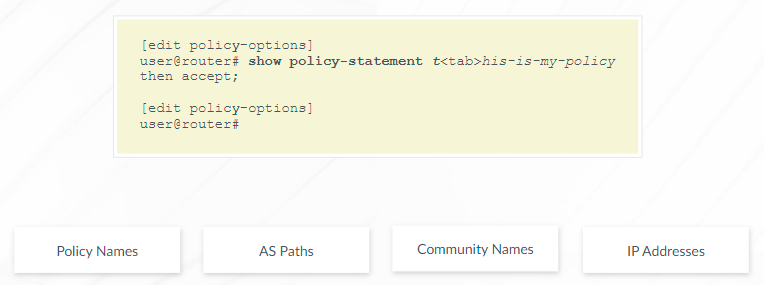 [edit policy-options]
user@router# show policy-statement t<tab>his-is-my-policy
then accept;
[edit policy-options]
user@router#
Policy Names
AS Paths
Community Names
IP Addresses